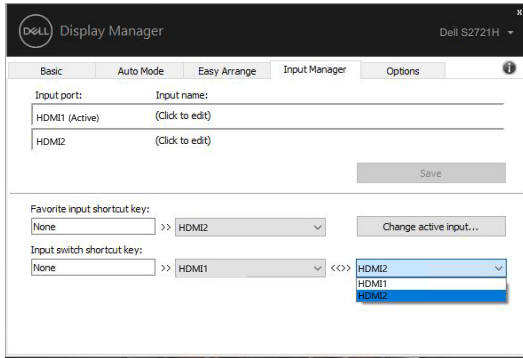 DELL Display Manager
Dell S2721H
Basic Auto Mode Easy Arrange Input Manager Options
Input port: Input name:
HDMI1 (Active) (Click to edit)
HDMI2 (Click to edit)
Save
Favorite input shortcut key:
None >> HDMI2 Change active input...
Input switch shortcut key:
None >> HDMI1 <<>> HDMI2
HDMI1
HDMI2